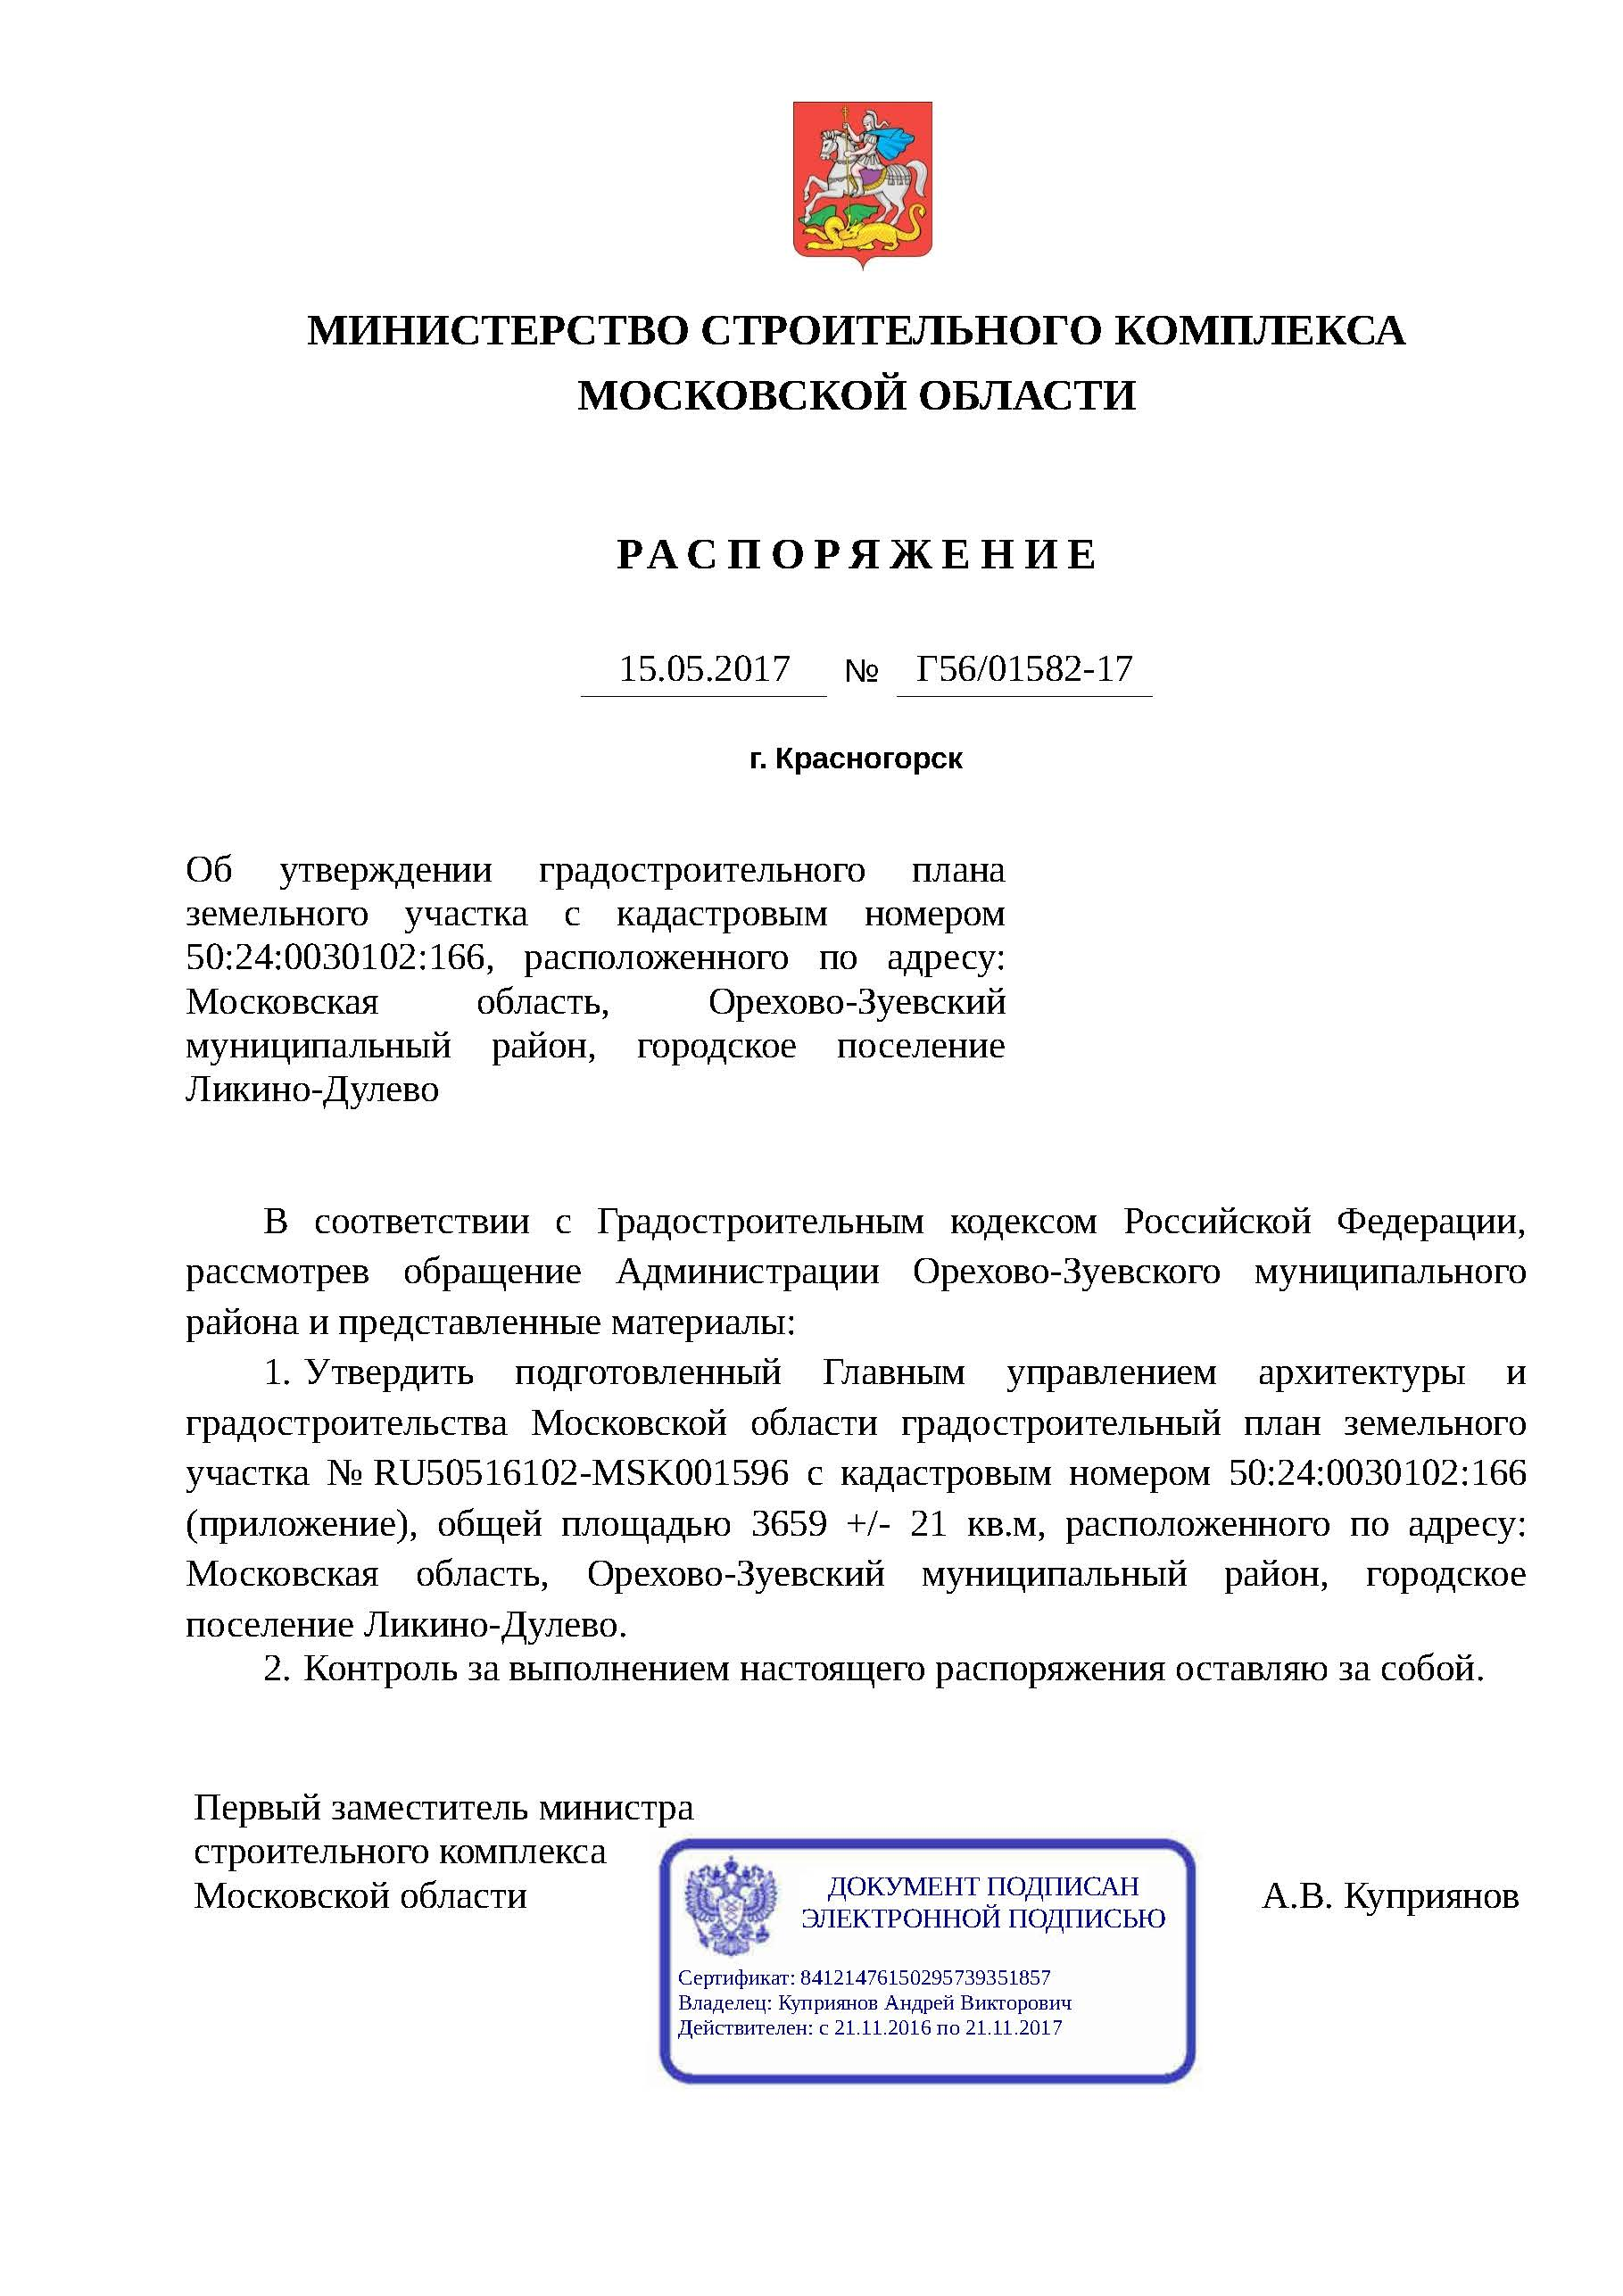 МИНИСТЕРСТВО СТРОИТЕЛЬНОГО КОМПЛЕКСА
МОСКОВСКОЙ ОБЛАСТИ
РАСПОРЯЖЕНИЕ
15.05.2017 № Г56/01582-17
г. Красногорск
Об утверждении градостроительного плана
земельного участка с кадастровым номером
50:24:0030102:166, расположенного по адресу:
Московская область, Орехово-Зуевский
муниципальный район, городское поселение
Ликино-Дулево
В соответствии с Градостроительным кодексом Российской Федерации,
рассмотрев обращение Администрации Орехово-Зуевского муниципального
района и представленные материалы:
1. Утвердить подготовленный Главным управлением архитектуры и
градостроительства Московской области градостроительный план земельного
участка № RU50516102-MSK001596 с кадастровым номером 50:24:0030102:166
(приложение), общей площадью 3659 +/- 21 кв.м, расположенного по адресу:
Московская область, Орехово-Зуевский муниципальный район, городское
поселение Ликино-Дулево.
2. Контроль за выполнением настоящего распоряжения оставляю за собой.
Первый заместитель министра
строительного комплекса
Московской области
А.В. Куприянов
ДОКУМЕНТ ПОДПИСАН
ЭЛЕКТРОННОЙ ПОДПИСЬЮ
Сертификат: 84121476150295739351857
Владелец: Куприянов Андрей Викторович
Действителен: с 21.11.2016 по 21.11.2017